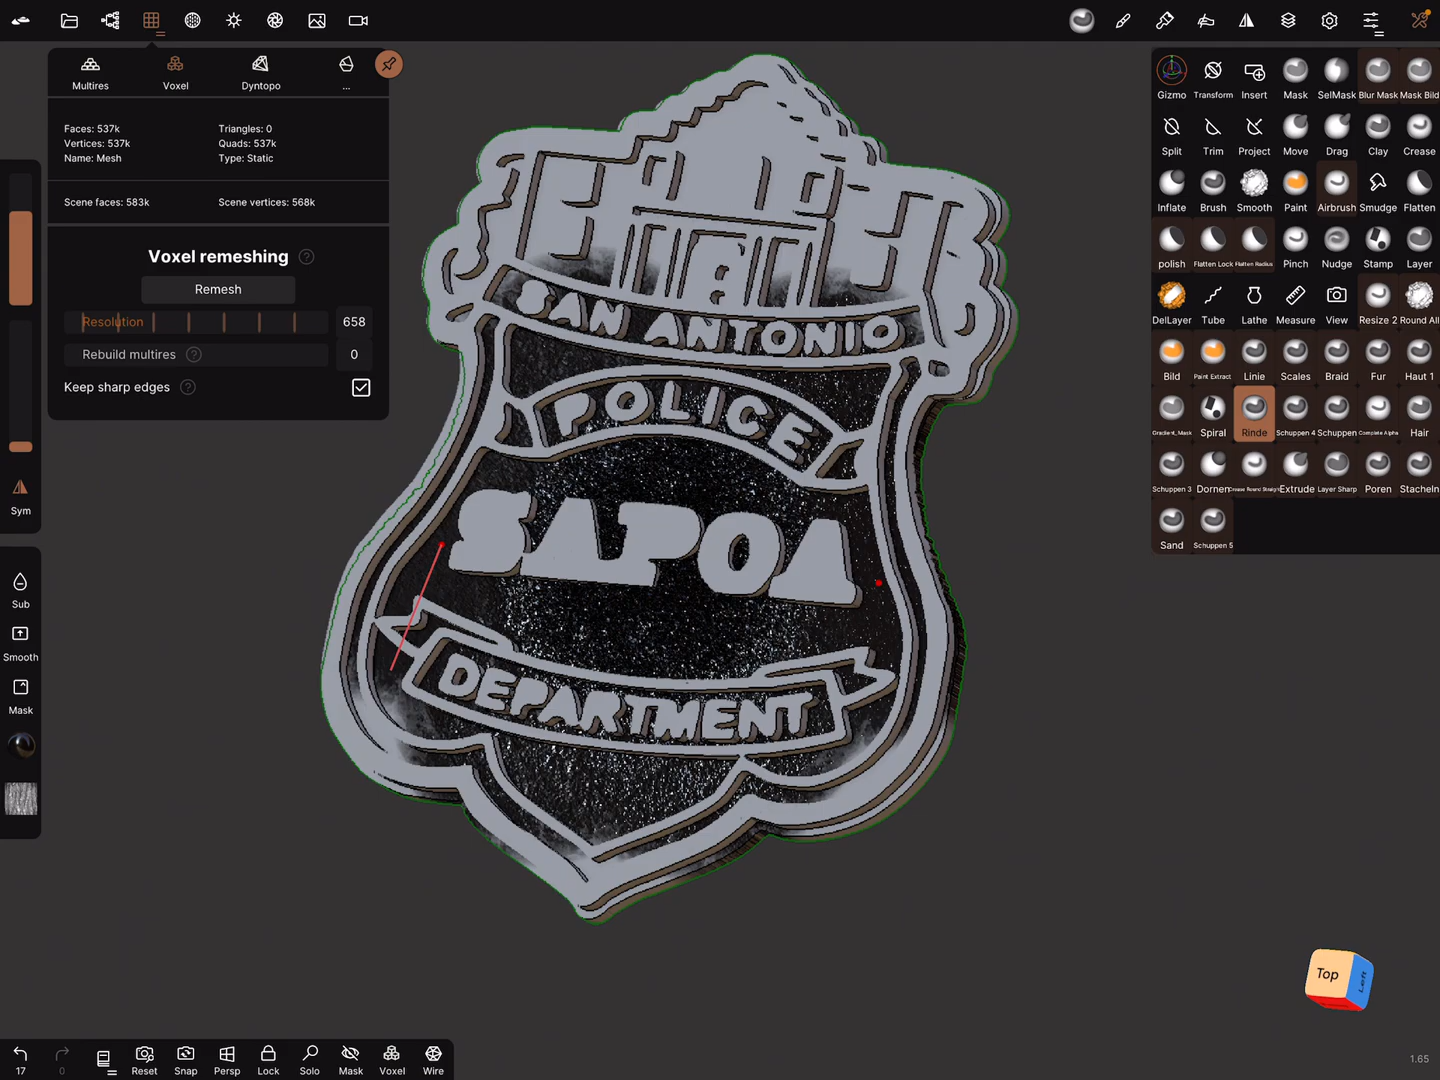 Multires Voxel Dyntopo ...
Faces: 537k Triangles: 0
Vertices: 537k Quads: 537k
Name: Mesh Type: Static
Scene faces: 583k Scene vertices: 568k
Voxel remeshing ?
Remesh
Resolution 658
Rebuild multires ? 0
Keep sharp edges ?
Sym
Sub
Smooth
Mask
SAN ANTONIO
POLICE
SAPOA
DEPARTMENT
Gizmo Transform Insert Mask SelMask Blur Mask Mask Bild
Split Trim Project Move Drag Clay Crease
Inflate Brush Smooth Paint Airbrush Smudge Flatten
polish Flatten Lock Flatten Radius Pinch Nudge Stamp Layer
DelLayer Tube Lathe Measure View Resize 2 Round All
Bild Paint Extract Linie Scales Braid Fur Haut 1
Gradient_Mask Spiral Rinde Schuppen 4 Schuppen Complete Alpha Hair
Schuppen 3 Dornen Extrude Layer Sharp Poren Stacheln
Sand Schuppen 5
Top Left
17 0 Reset Snap Persp Lock Solo Mask Voxel Wire
1.65